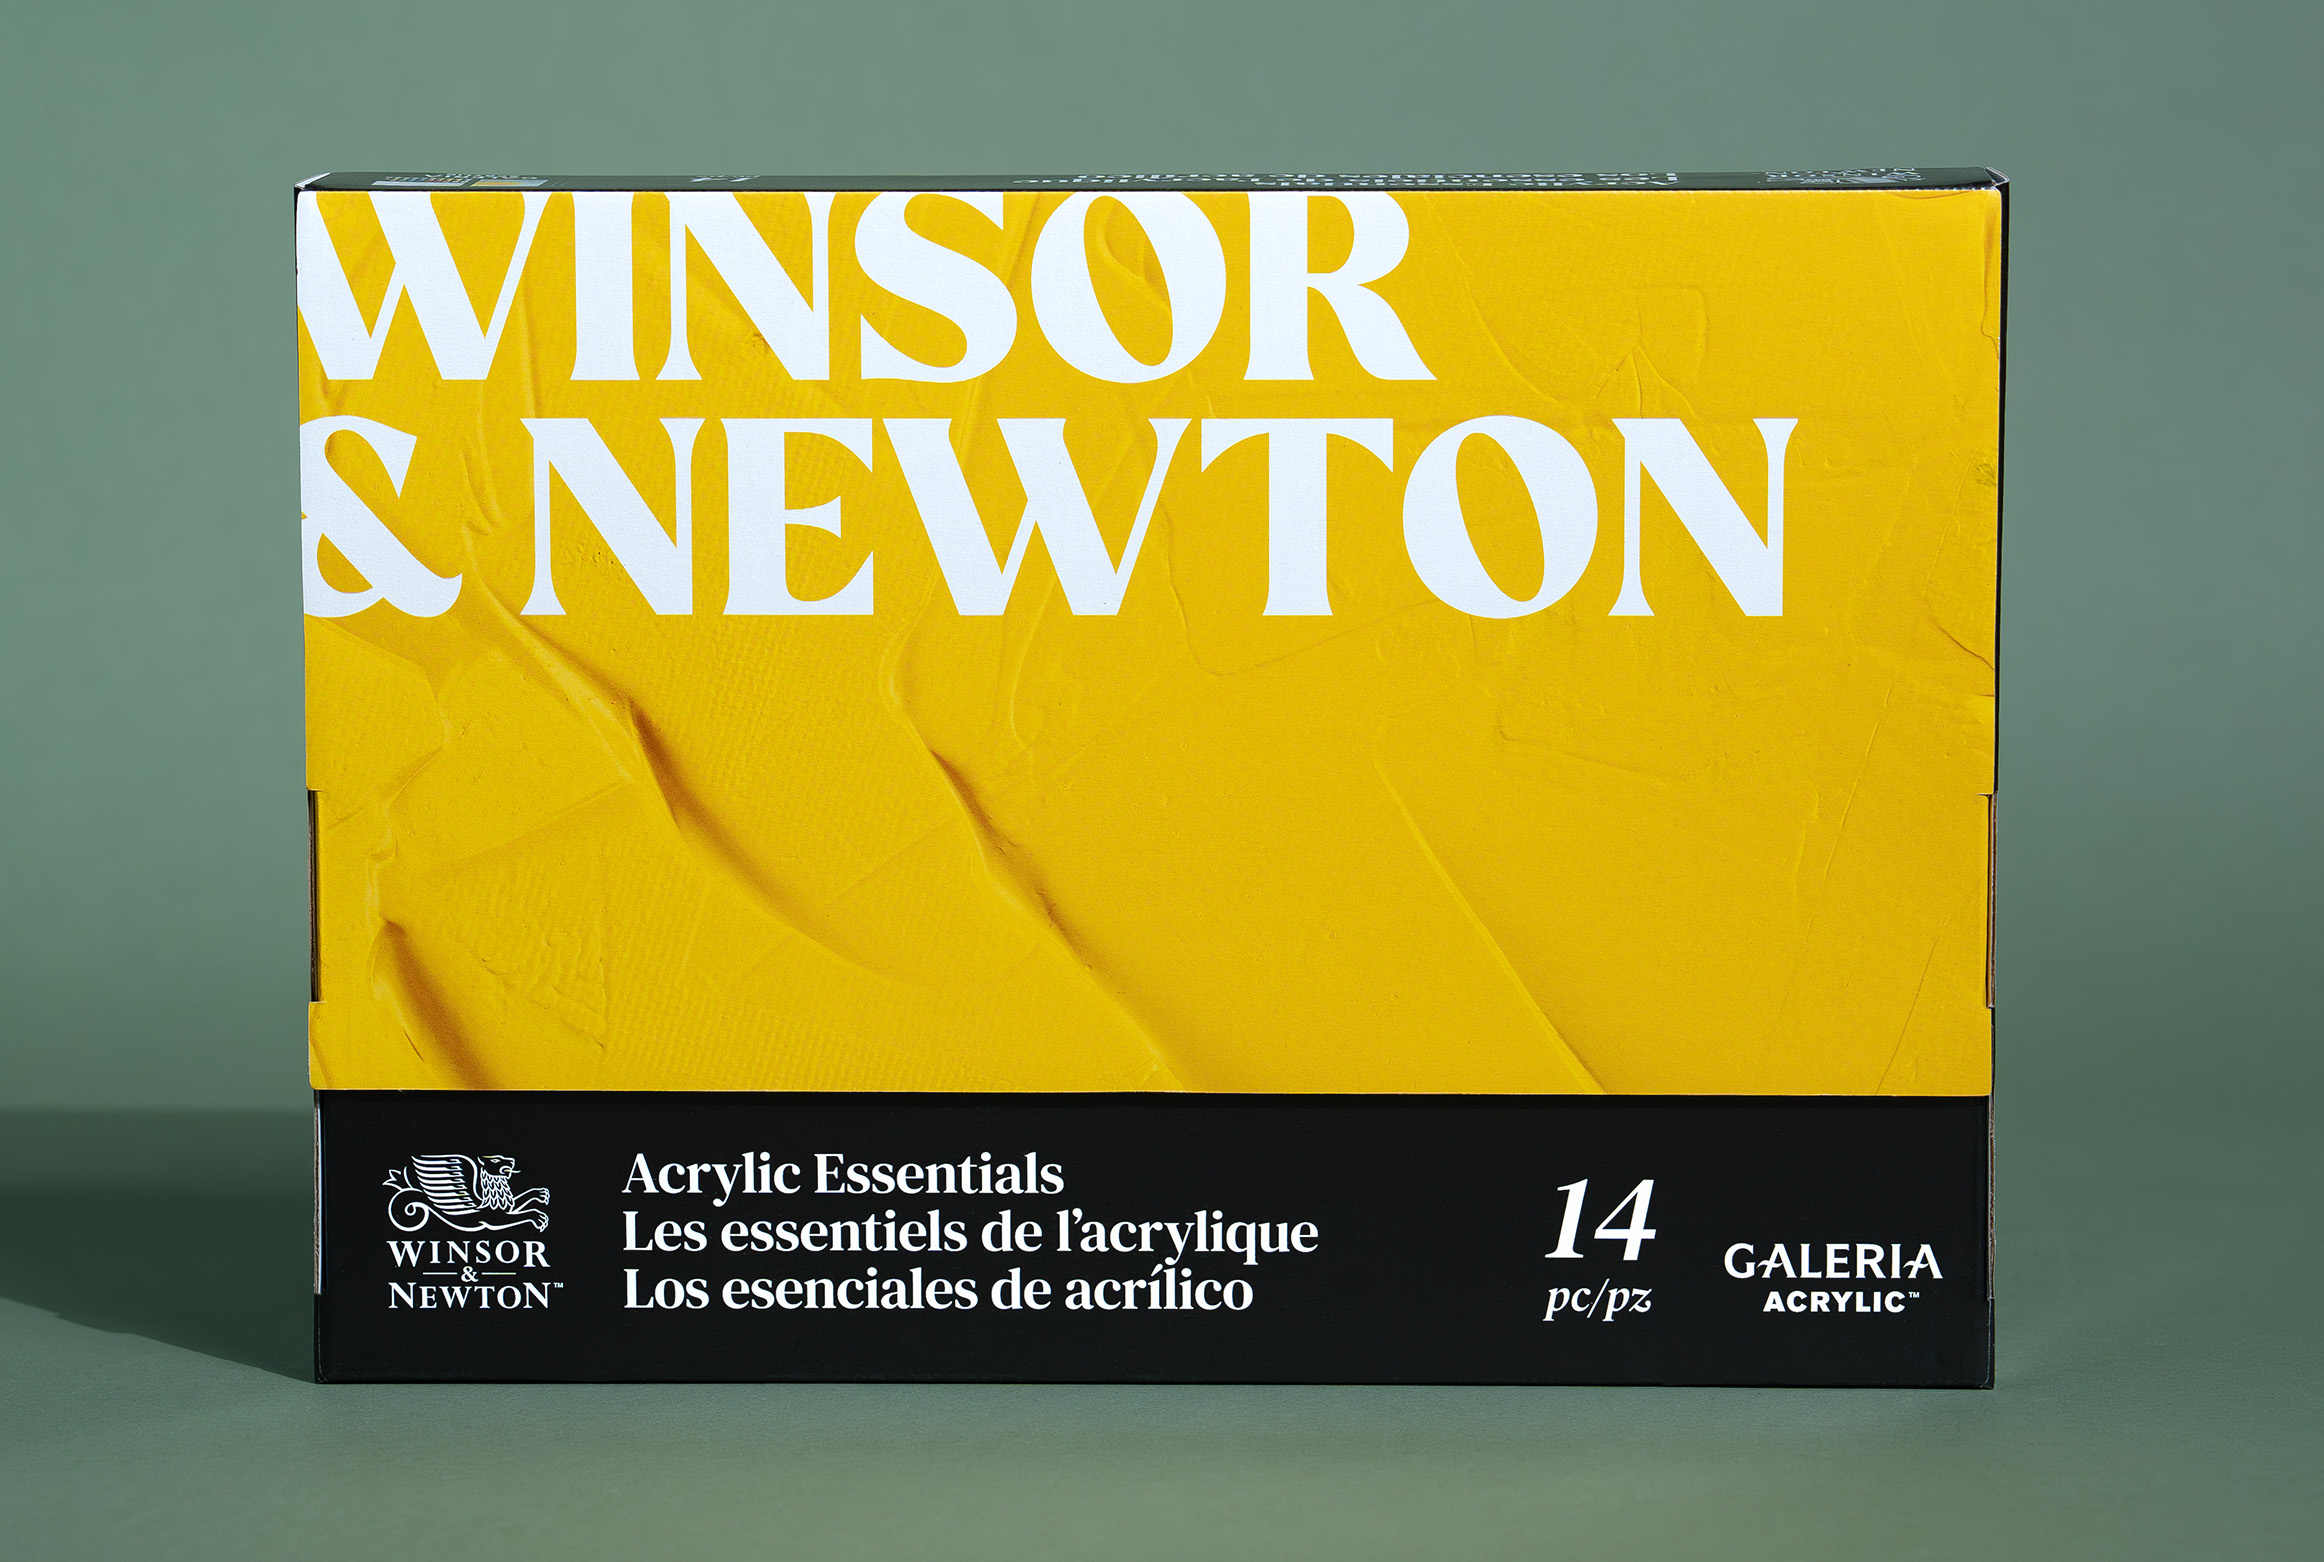 WINSOR
& NEWTON
WINSOR
&
NEWTON™
Acrylic Essentials
Les essentiels de l’acrylique
Los esenciales de acrílico
14
pc/pz
GALERIA
ACRYLIC™